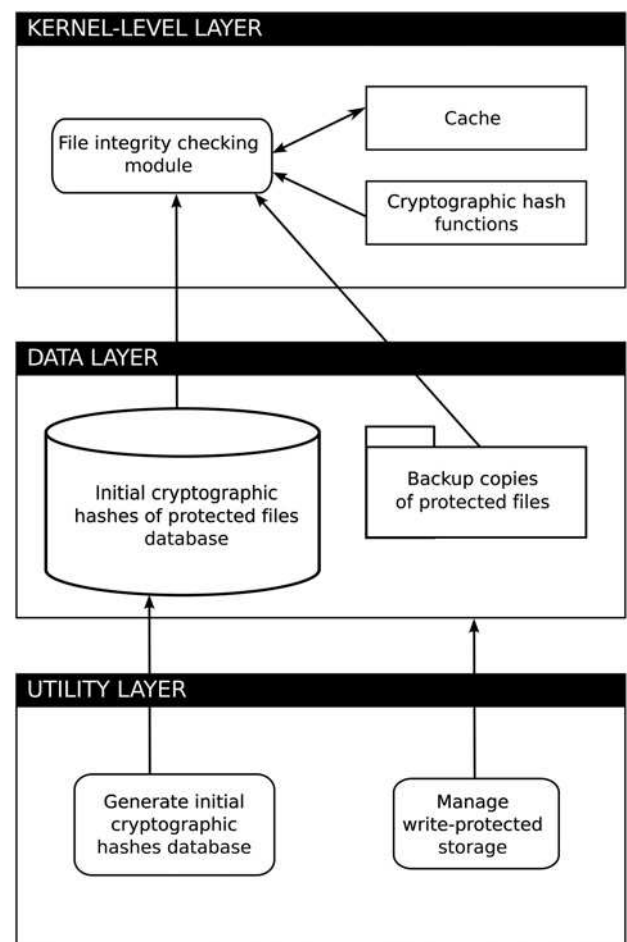 KERNEL-LEVEL LAYER
File integrity checking
module
Cache
Cryptographic hash
functions
DATA LAYER
Initial cryptographic
hashes of protected files
database
Backup copies
of protected files
UTILITY LAYER
Generate initial
cryptographic
hashes database
Manage
write-protected
storage